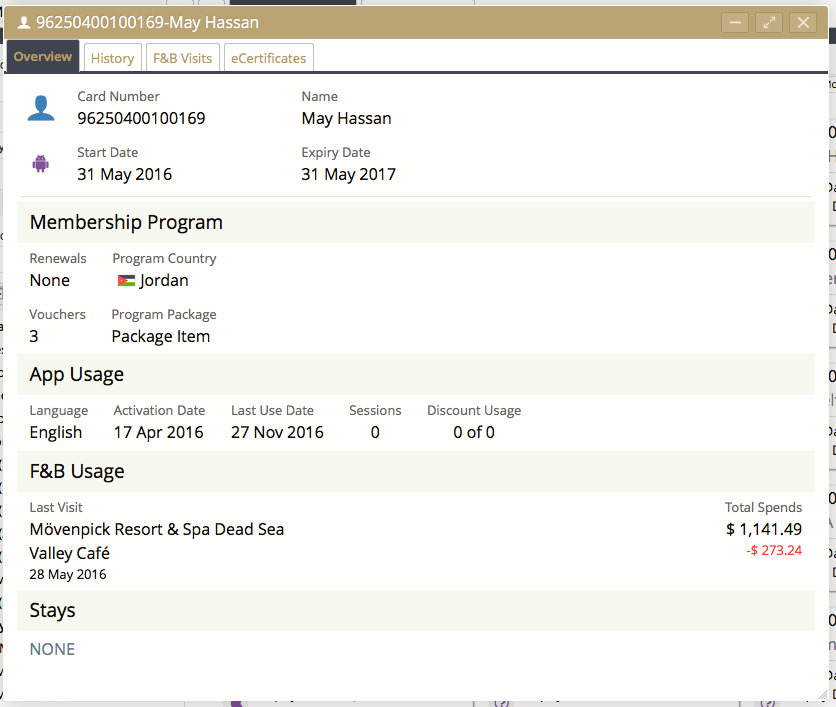 96250400100169-May Hassan
Overview History F&B Visits eCertificates
Card Number Name
96250400100169 May Hassan
Start Date Expiry Date
31 May 2016 31 May 2017
Membership Program
Renewals Program Country
None Jordan
Vouchers Program Package
3 Package Item
App Usage
Language Activation Date Last Use Date Sessions Discount Usage
English 17 Apr 2016 27 Nov 2016 0 0 of 0
F&B Usage
Last Visit Total Spends
Mövenpick Resort & Spa Dead Sea $ 1,141.49
Valley Café -$ 273.24
28 May 2016
Stays
NONE